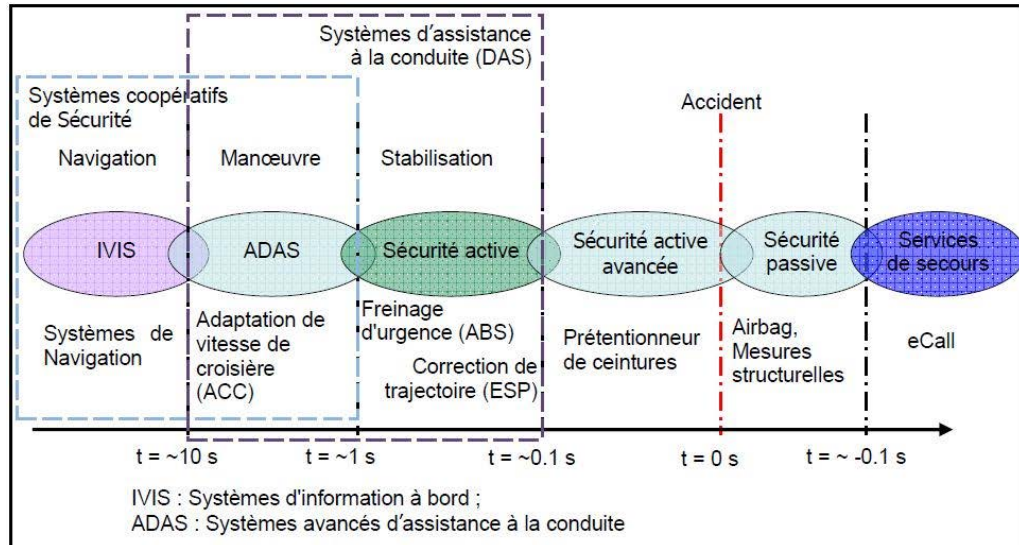 Systèmes d'assistance
à la conduite (DAS)
Systèmes coopératifs
de Sécurité
Accident
Navigation
Manœuvre
Stabilisation
IVIS
ADAS
Sécurité active
Sécurité active
avancée
Sécurité
passive
Services
de secours
Systèmes de
Navigation
Adaptation de
vitesse de
croisière
(ACC)
Freinage
d'urgence (ABS)
Correction de
trajectoire (ESP)
Prétentionneur
de ceintures
Airbag,
Mesures
structurelles
eCall
t = ~10 s
t = ~1 s
t = ~0.1 s
t = 0 s
t = ~ -0.1 s
IVIS : Systèmes d'information à bord ;
ADAS : Systèmes avancés d'assistance à la conduite